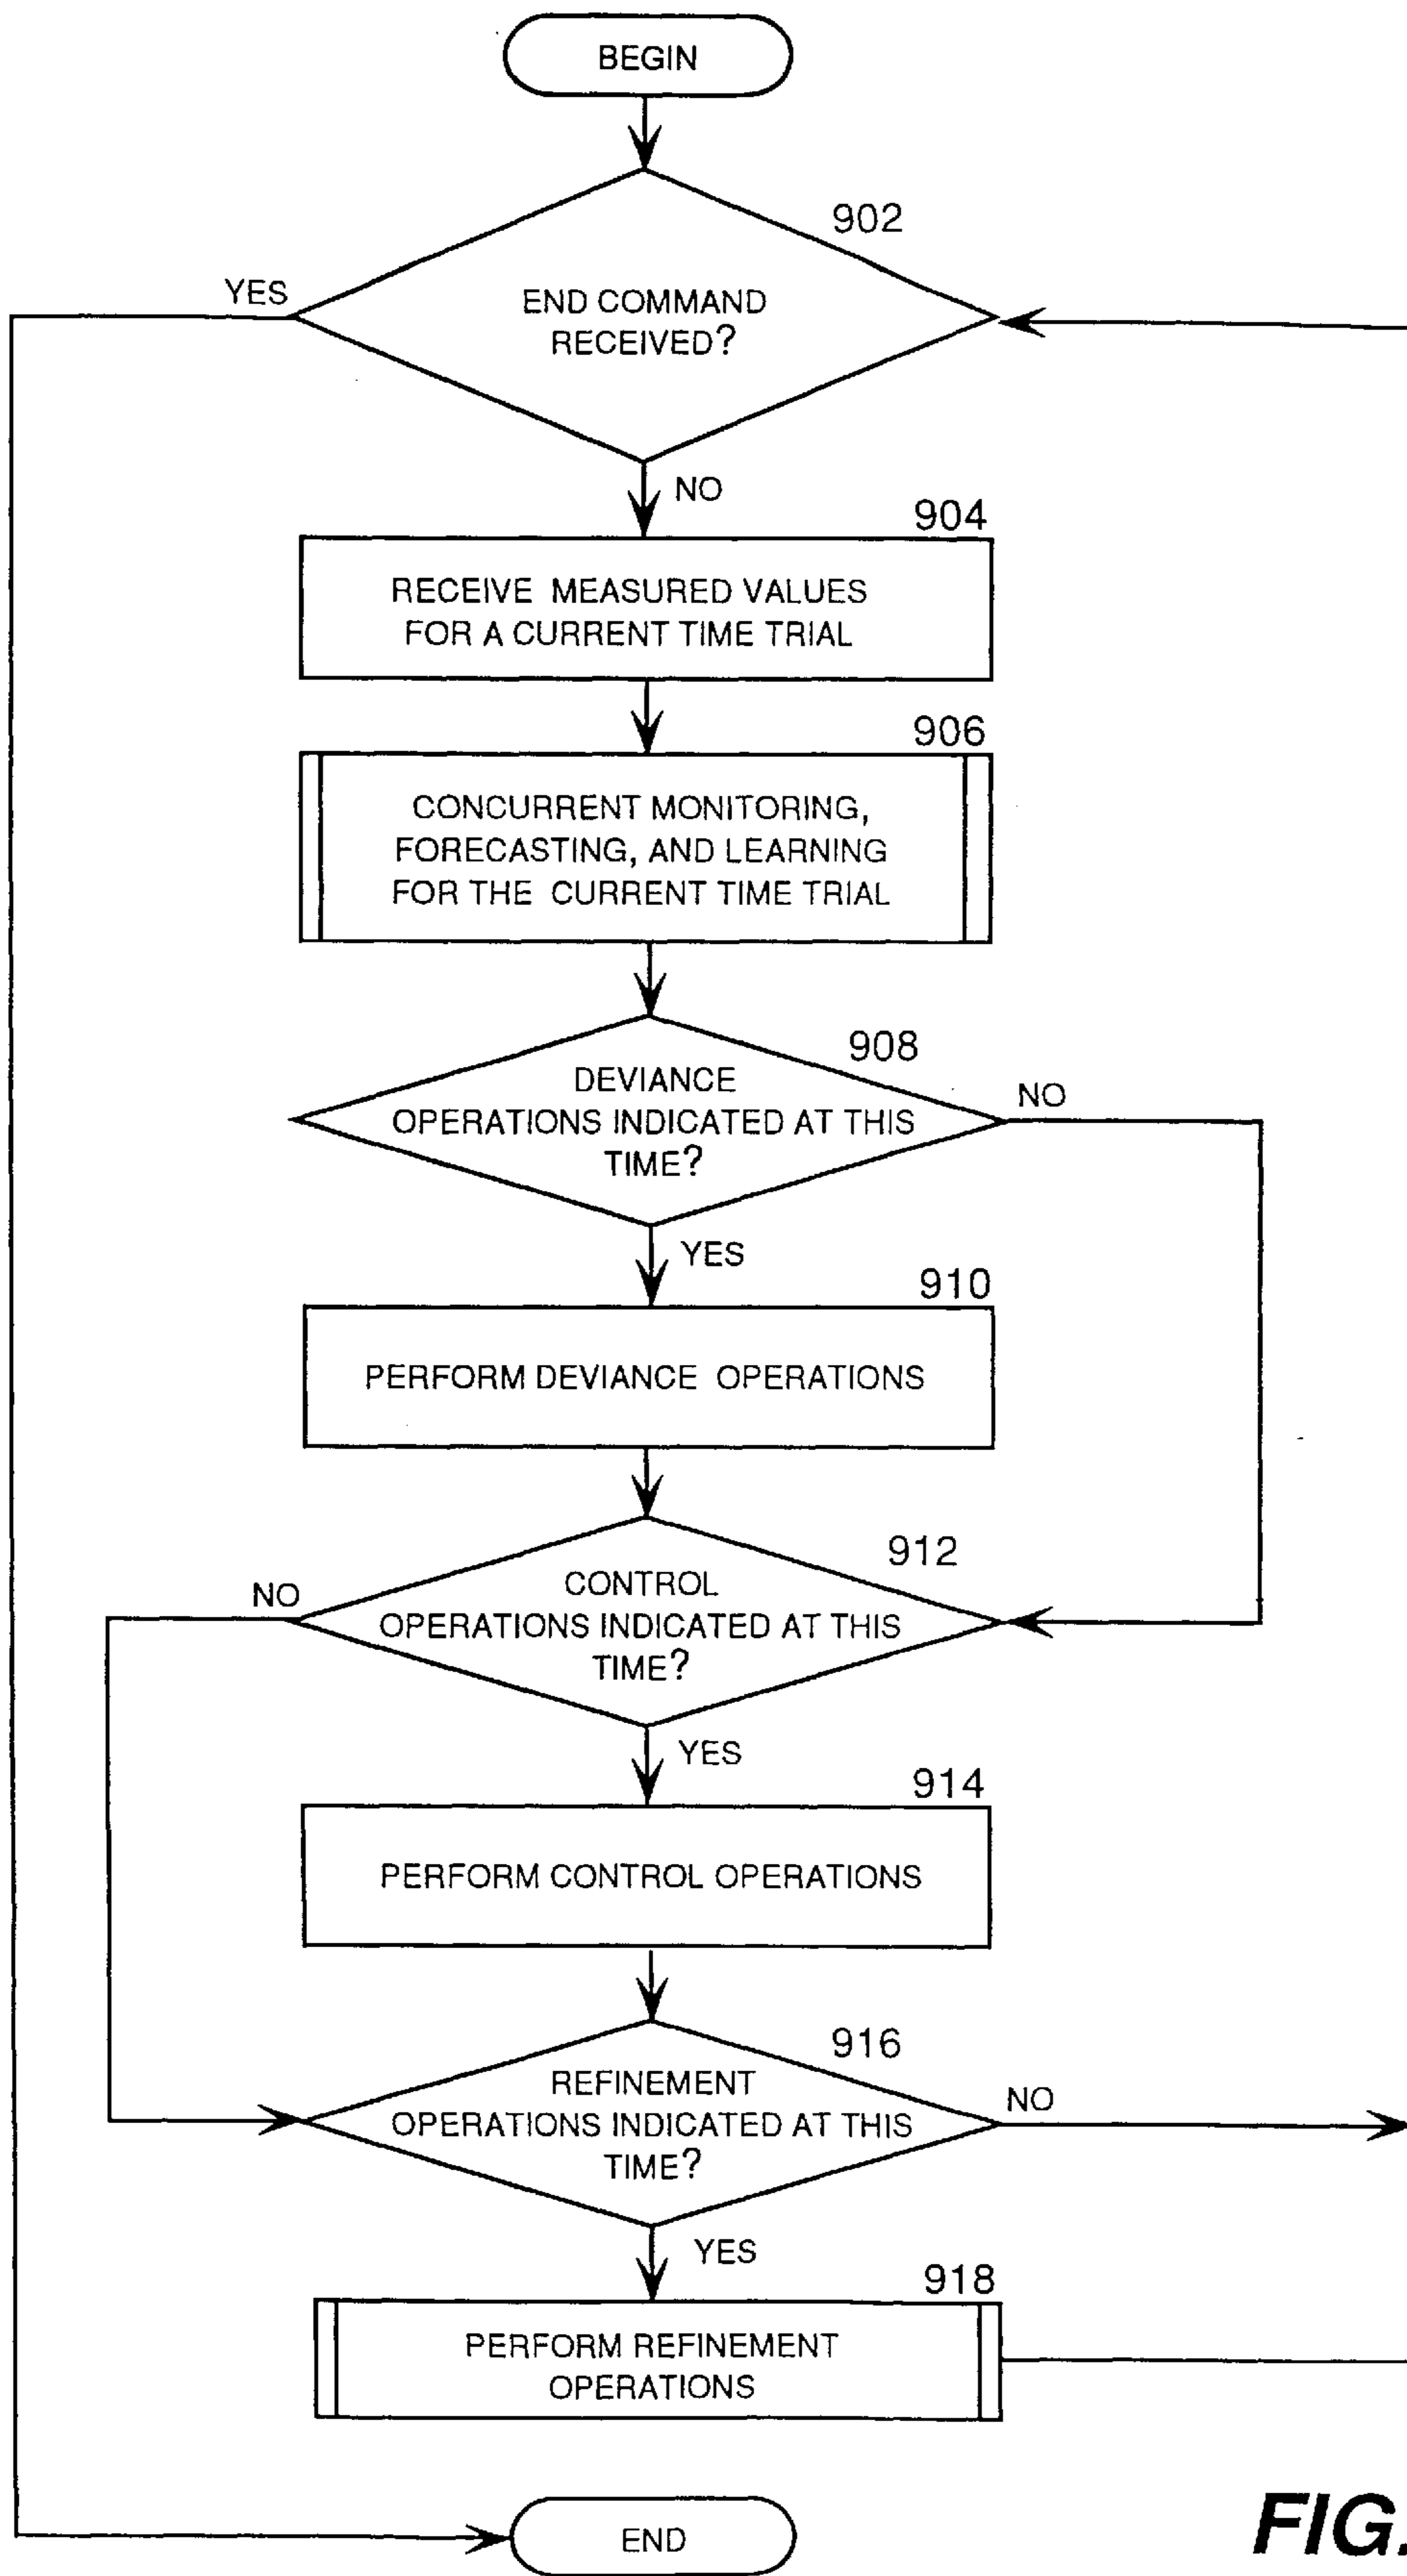 BEGIN
902
YES
END COMMAND
RECEIVED?
NO
904
RECEIVE MEASURED VALUES
FOR A CURRENT TIME TRIAL
906
CONCURRENT MONITORING,
FORECASTING, AND LEARNING
FOR THE CURRENT TIME TRIAL
908
DEVIANCE
OPERATIONS INDICATED AT THIS
TIME?
NO
YES
910
PERFORM DEVIANCE OPERATIONS
912
NO
CONTROL
OPERATIONS INDICATED AT THIS
TIME?
YES
914
PERFORM CONTROL OPERATIONS
916
REFINEMENT
OPERATIONS INDICATED AT THIS
TIME?
NO
YES
918
PERFORM REFINEMENT
OPERATIONS
END
FIG.